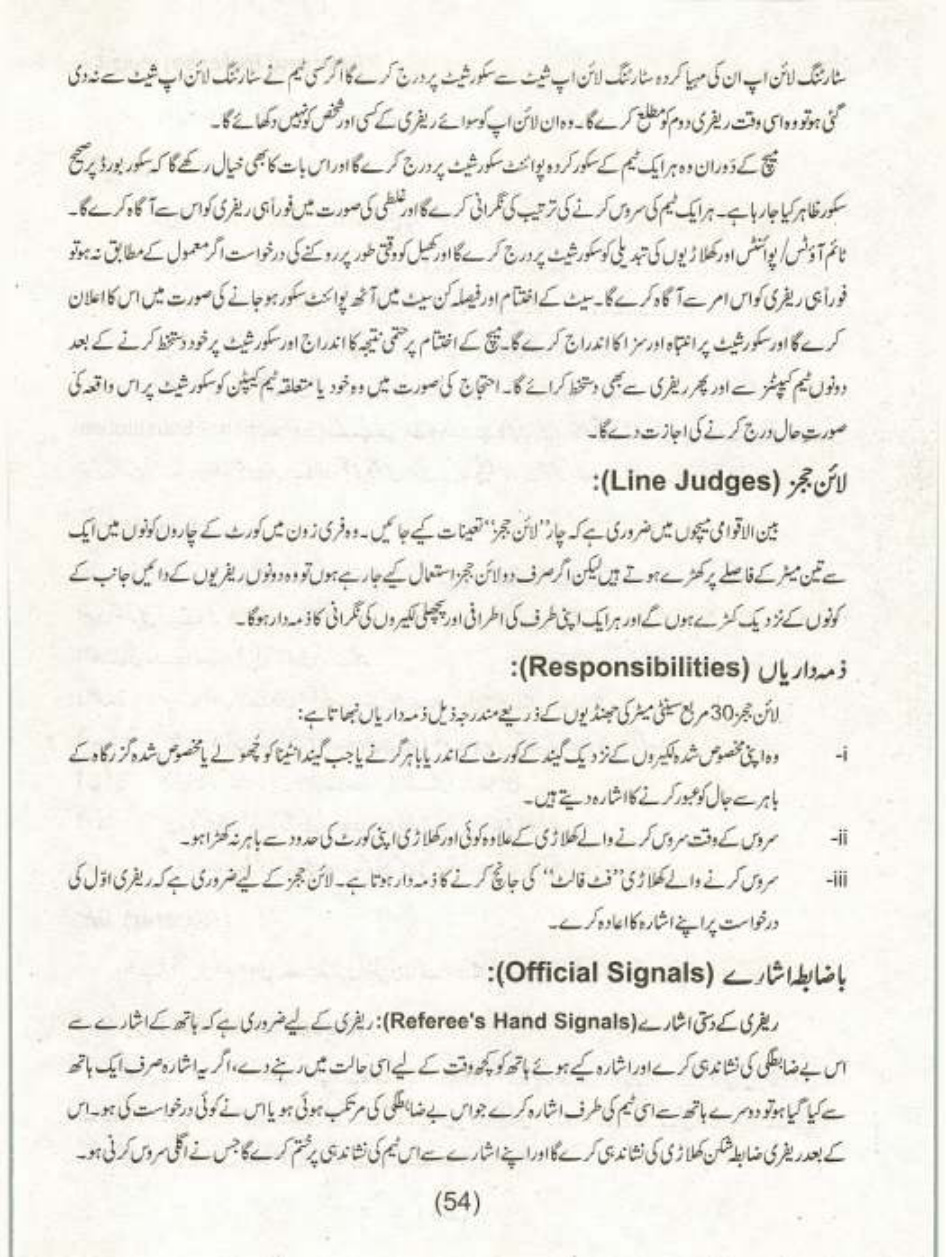 سٹارٹنگ لائن اپ ان کی مہیا کردہ سٹارٹنگ لائن اپ شیٹ سے سکور شیٹ پر درج کرے گا اگر کسی ٹیم نے سٹارٹنگ لائن اپ شیٹ سے نہ دی
گئی ہو تو وہ اسی وقت ریفری دوم کو مطلع کرے گا۔ وہ ان لائن اپ کو سوائے ریفری کے کسی اور شخص کو نہیں دکھائے گا۔
میچ کے دَوران وہ ہر ایک ٹیم کے سکور کردہ پوائنٹ سکور شیٹ پر درج کرے گا اور اس بات کا بھی خیال رکھے گا کہ سکور بورڈ پر صحیح
سکور ظاہر کیا جا رہا ہے۔ ہر ایک ٹیم کی سروس کرنے کی ترتیب کی نگرانی کرے گا اور غلطی کی صورت میں فوراً ہی ریفری کو اس سے آگاہ کرے گا۔
ٹائم آؤٹس/ پوائنٹس اور کھلاڑیوں کی تبدیلی کو سکور شیٹ پر درج کرے گا اور کھیل کو وقتی طور پر روکنے کی درخواست اگر معمول کے مطابق نہ ہو تو
فوراً ہی ریفری کو اس امر سے آگاہ کرے گا۔ سیٹ کے اختتام اور فیصلہ کن سیٹ میں آٹھ پوائنٹ سکور ہو جانے کی صورت میں اس کا اعلان
کرے گا اور سکور شیٹ پر انتباہ اور سزا کا اندراج کرے گا۔ میچ کے اختتام پر حتمی نتیجہ کا اندراج اور سکور شیٹ پر خود دستخط کرنے کے بعد
دونوں ٹیم کیپٹنز سے اور پھر ریفری سے بھی دستخط کرائے گا۔ احتجاج کی صورت میں وہ خود یا متعلقہ ٹیم کیپٹن کو سکور شیٹ پر اس واقعہ کی
صورتِ حال درج کرنے کی اجازت دے گا۔
لائن ججز (Line Judges):
بین الاقوامی میچوں میں ضروری ہے کہ چار ”لائن ججز“ تعینات کیے جائیں۔ وہ فری زون میں کورٹ کے چاروں کونوں میں ایک
سے تین میٹر کے فاصلے پر کھڑے ہوتے ہیں لیکن اگر صرف دو لائن ججز استعمال کیے جا رہے ہوں تو وہ دونوں ریفریوں کے دائیں جانب کے
کونوں کے نزدیک کنڑے ہوں گے اور ہر ایک اپنی طرف کی اطرافی اور پچھلی لکیروں کی نگرانی کا ذمہ دار ہوگا۔
ذمہ داریاں (Responsibilities):
لائن ججز 30 مربع سینٹی میٹر کی جھنڈیوں کے ذریعے مندرجہ ذیل ذمہ داریاں نبھاتا ہے:
-i وہ اپنی مخصوص شدہ لکیروں کے نزدیک گیند کے کورٹ کے اندر یا باہر گرنے یا جب گیند انٹینا کو چُھولے یا مخصوص شدہ گزرگاہ کے
باہر سے جال کو عبور کرنے کا اشارہ دیتے ہیں۔
-ii سروس کے وقت سروس کرنے والے کھلاڑی کے علاوہ کوئی اور کھلاڑی اپنی کورٹ کی حدود سے باہر نہ کھڑا ہو۔
-iii سروس کرنے والے کھلاڑی ”فٹ فالٹ“ کی جانچ کرنے کا ذمہ دار ہوتا ہے۔ لائن ججز کے لیے ضروری ہے کہ ریفری اوّل کی
درخواست پر اپنے اشارہ کا اعادہ کرے۔
باضابطہ اشارے (Official Signals):
ریفری کے دستی اشارے (Referee's Hand Signals): ریفری کے لیے ضروری ہے کہ ہاتھ کے اشارے سے
اس بے ضابطگی کی نشاندہی کرے اور اشارہ کیے ہوئے ہاتھ کو کچھ وقت کے لیے اسی حالت میں رہنے دے، اگر یہ اشارہ صرف ایک ہاتھ
سے کیا گیا ہو تو دوسرے ہاتھ سے اسی ٹیم کی طرف اشارہ کرے جو اس بے ضابطگی کی مرتکب ہوئی ہو یا اس نے کوئی درخواست کی ہو۔ اس
کے بعد ریفری ضابطہ شکن کھلاڑی کی نشاندہی کرے گا اور اپنے اشارے سے اس ٹیم کی نشاندہی پر ختم کرے گا جس نے اگلی سروس کرنی ہو۔
(54)